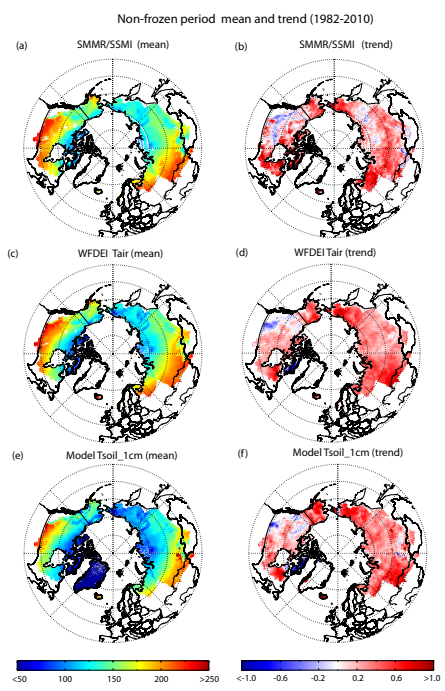 Non-frozen period mean and trend (1982-2010)
(a) SMMR/SSMI (mean)
(b) SMMR/SSMI (trend)
(c) WFDEI Tair (mean)
(d) WFDEI Tair (trend)
(e) Model Tsoil_1cm (mean)
(f) Model Tsoil_1cm (trend)
<50 100 150 200 >250
<-1.0 -0.6 -0.2 0.2 0.6 >1.0